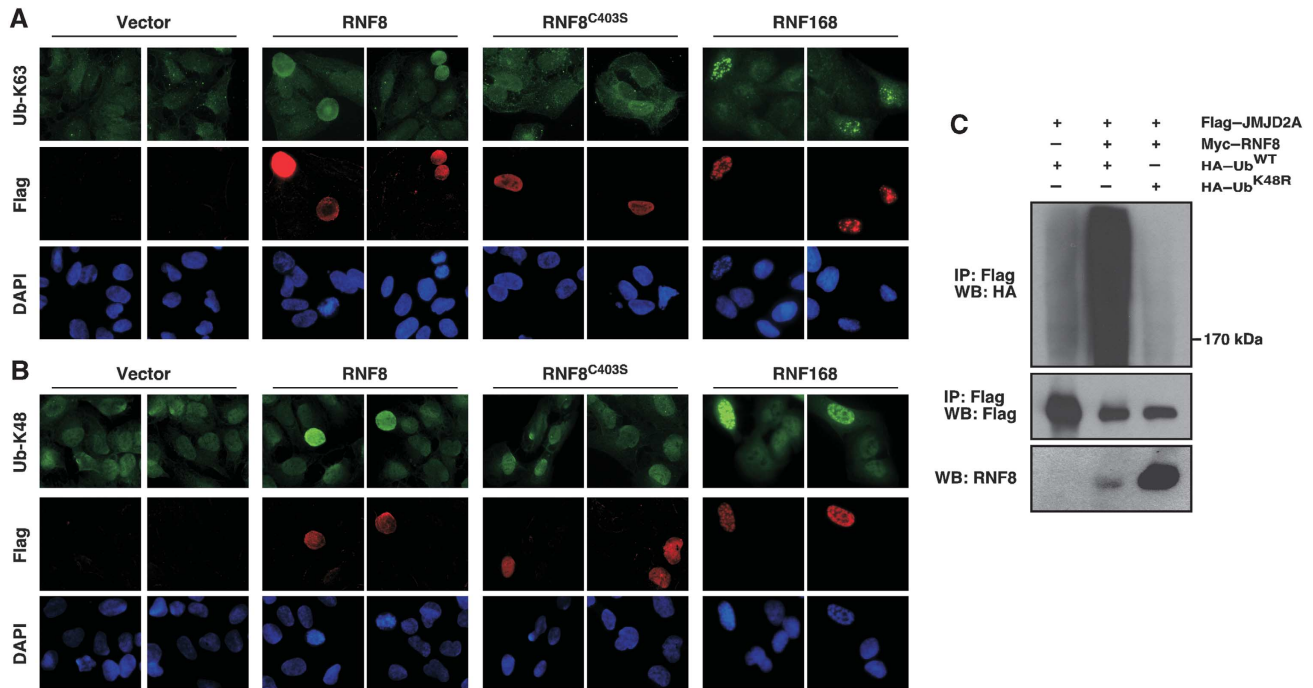 A
Vector RNF8 RNF8C403S RNF168
Ub-K63
Flag
DAPI
B
Vector RNF8 RNF8C403S RNF168
Ub-K48
Flag
DAPI
C
+ + + Flag–JMJD2A
– + + Myc–RNF8
+ + – HA–UbWT
– – + HA–UbK48R
IP: Flag
WB: HA
170 kDa
IP: Flag
WB: Flag
WB: RNF8